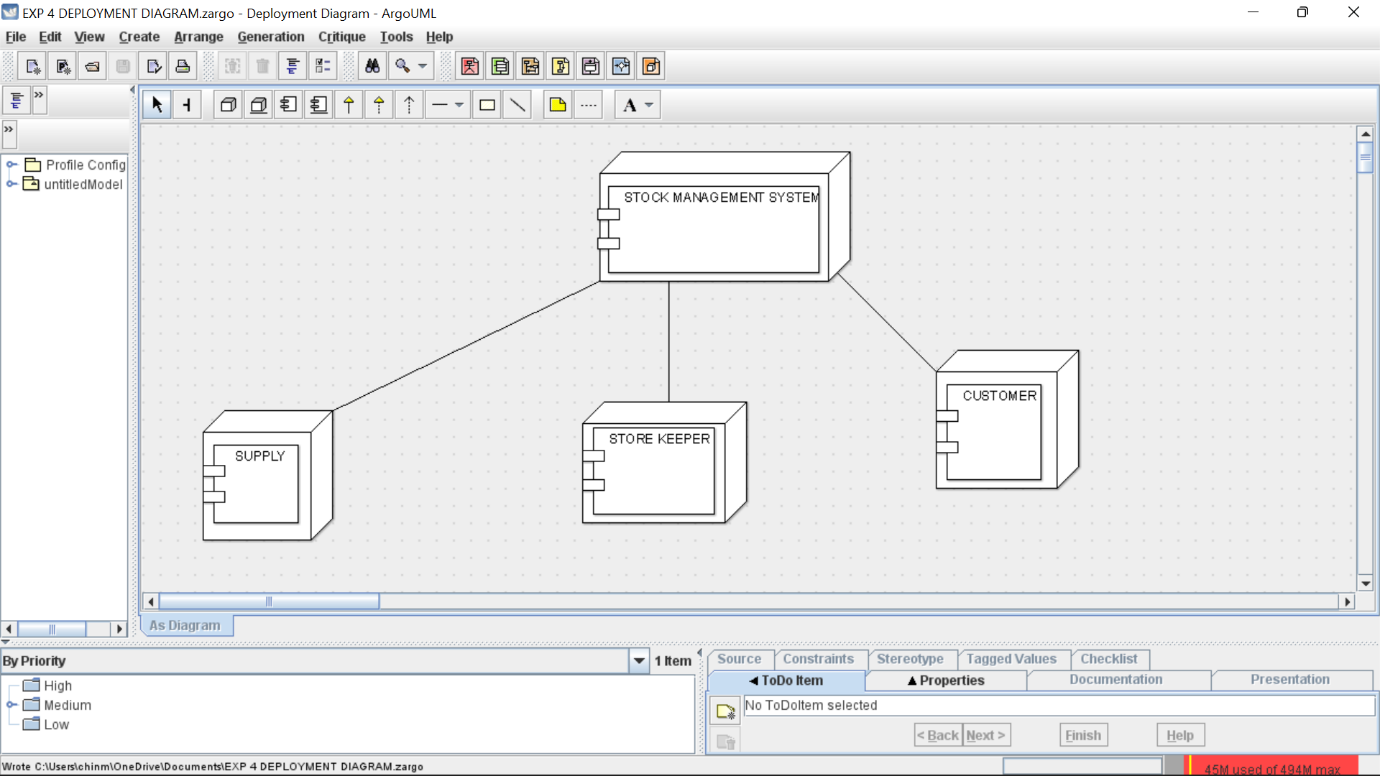 EXP 4 DEPLOYMENT DIAGRAM.zargo - Deployment Diagram - ArgoUML
File Edit View Create Arrange Generation Critique Tools Help
A
Profile Config
untitledModel
STOCK MANAGEMENT SYSTEM
CUSTOMER
STORE KEEPER
SUPPLY
As Diagram
By Priority
1 Item
High
Medium
Low
Source Constraints Stereotype Tagged Values Checklist
ToDo Item Properties Documentation Presentation
No ToDoItem selected
< Back Next > Finish Help
Wrote C:\Users\chinm\OneDrive\Documents\EXP 4 DEPLOYMENT DIAGRAM.zargo
45M used of 494M max